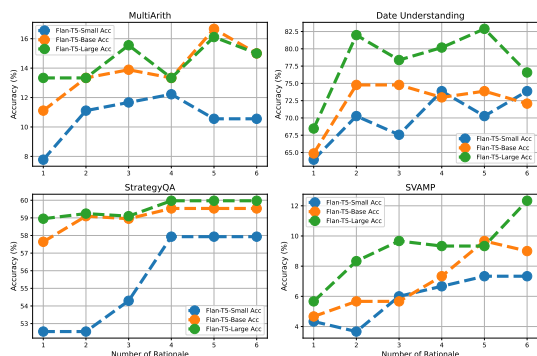 MultiArith
Flan-T5-Small Acc
Flan-T5-Base Acc
Flan-T5-Large Acc
Accuracy (%)
16
14
12
10
8
1 2 3 4 5 6
Date Understanding
Accuracy (%)
82.5
80.0
77.5
75.0
72.5
70.0
67.5
65.0
Flan-T5-Small Acc
Flan-T5-Base Acc
Flan-T5-Large Acc
1 2 3 4 5 6
StrategyQA
Accuracy (%)
60
59
58
56
55
54
53
Flan-T5-Small Acc
Flan-T5-Base Acc
Flan-T5-Large Acc
1 2 3 4 5 6
Number of Rationale
SVAMP
Flan-T5-Small Acc
Flan-T5-Base Acc
Flan-T5-Large Acc
Accuracy (%)
12
10
8
6
4
1 2 3 4 5 6
Number of Rationale